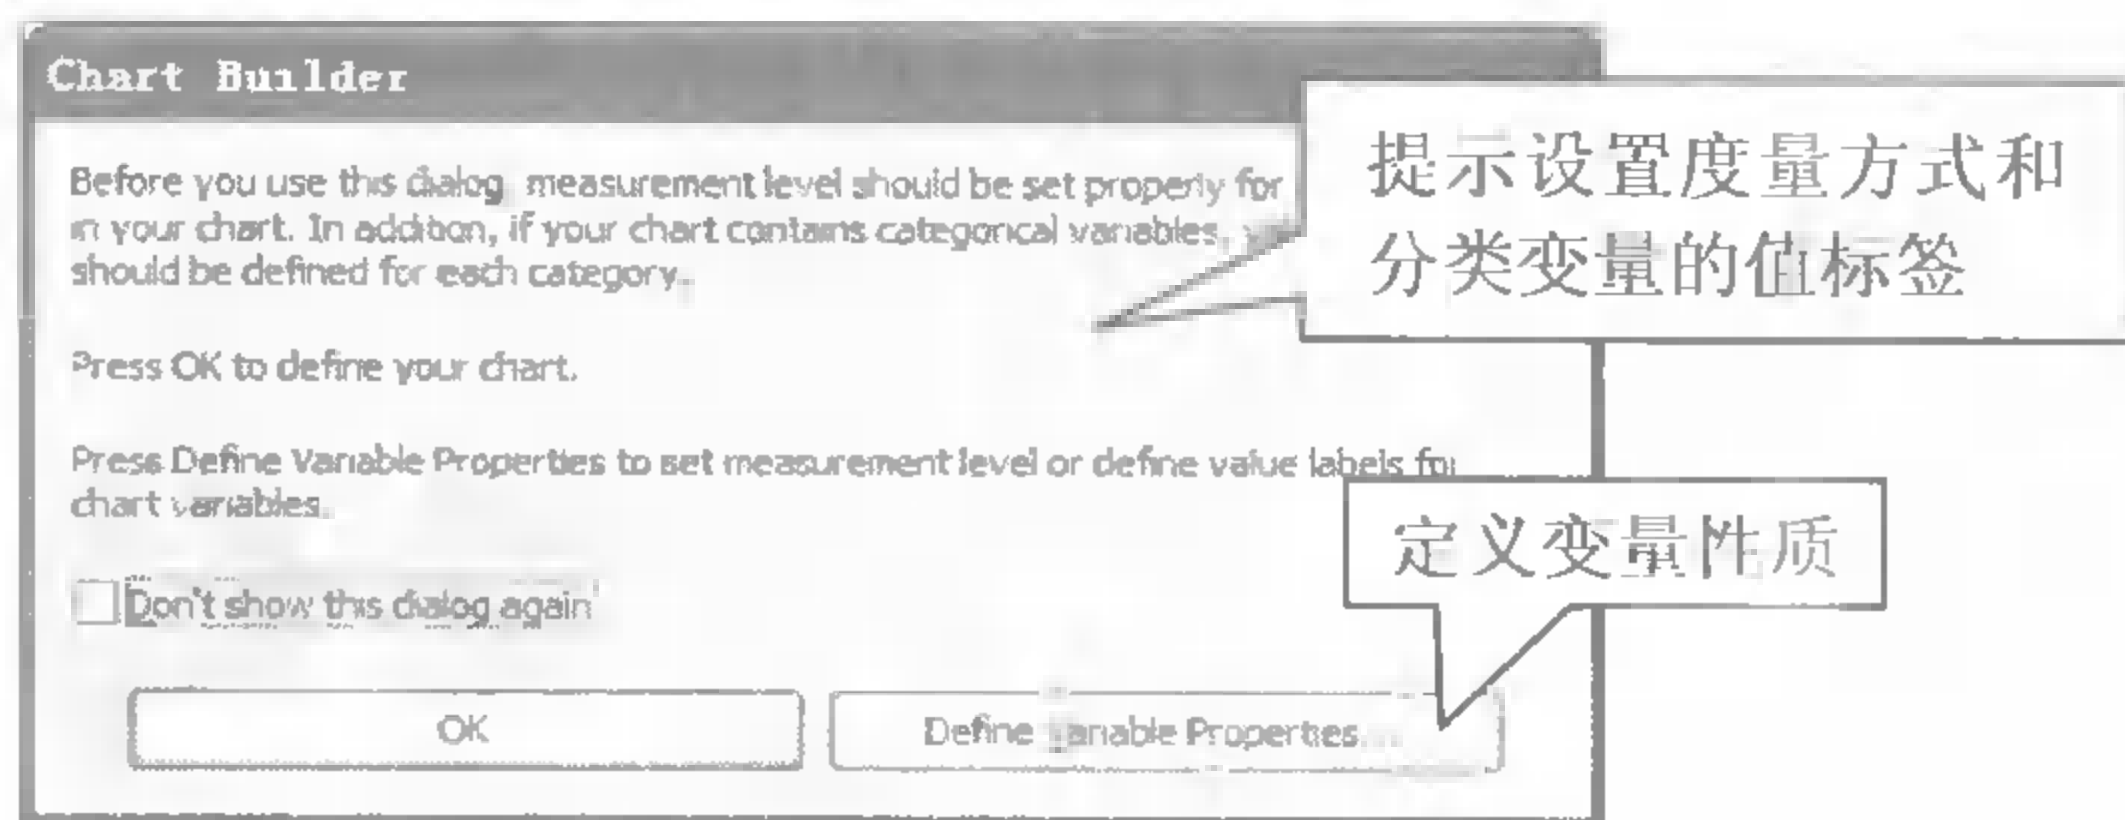 Chart Builder
Before you use this dialog, measurement level should be set properly for
in your chart. In addition, if your chart contains categorical variables,
should be defined for each category.
Press OK to define your chart.
Press Define Variable Properties to set measurement level or define value labels for
chart variables.
Don't show this dialog again
OK
Define Variable Properties...
提示设置度量方式和
分类变量的值标签
定义变量性质